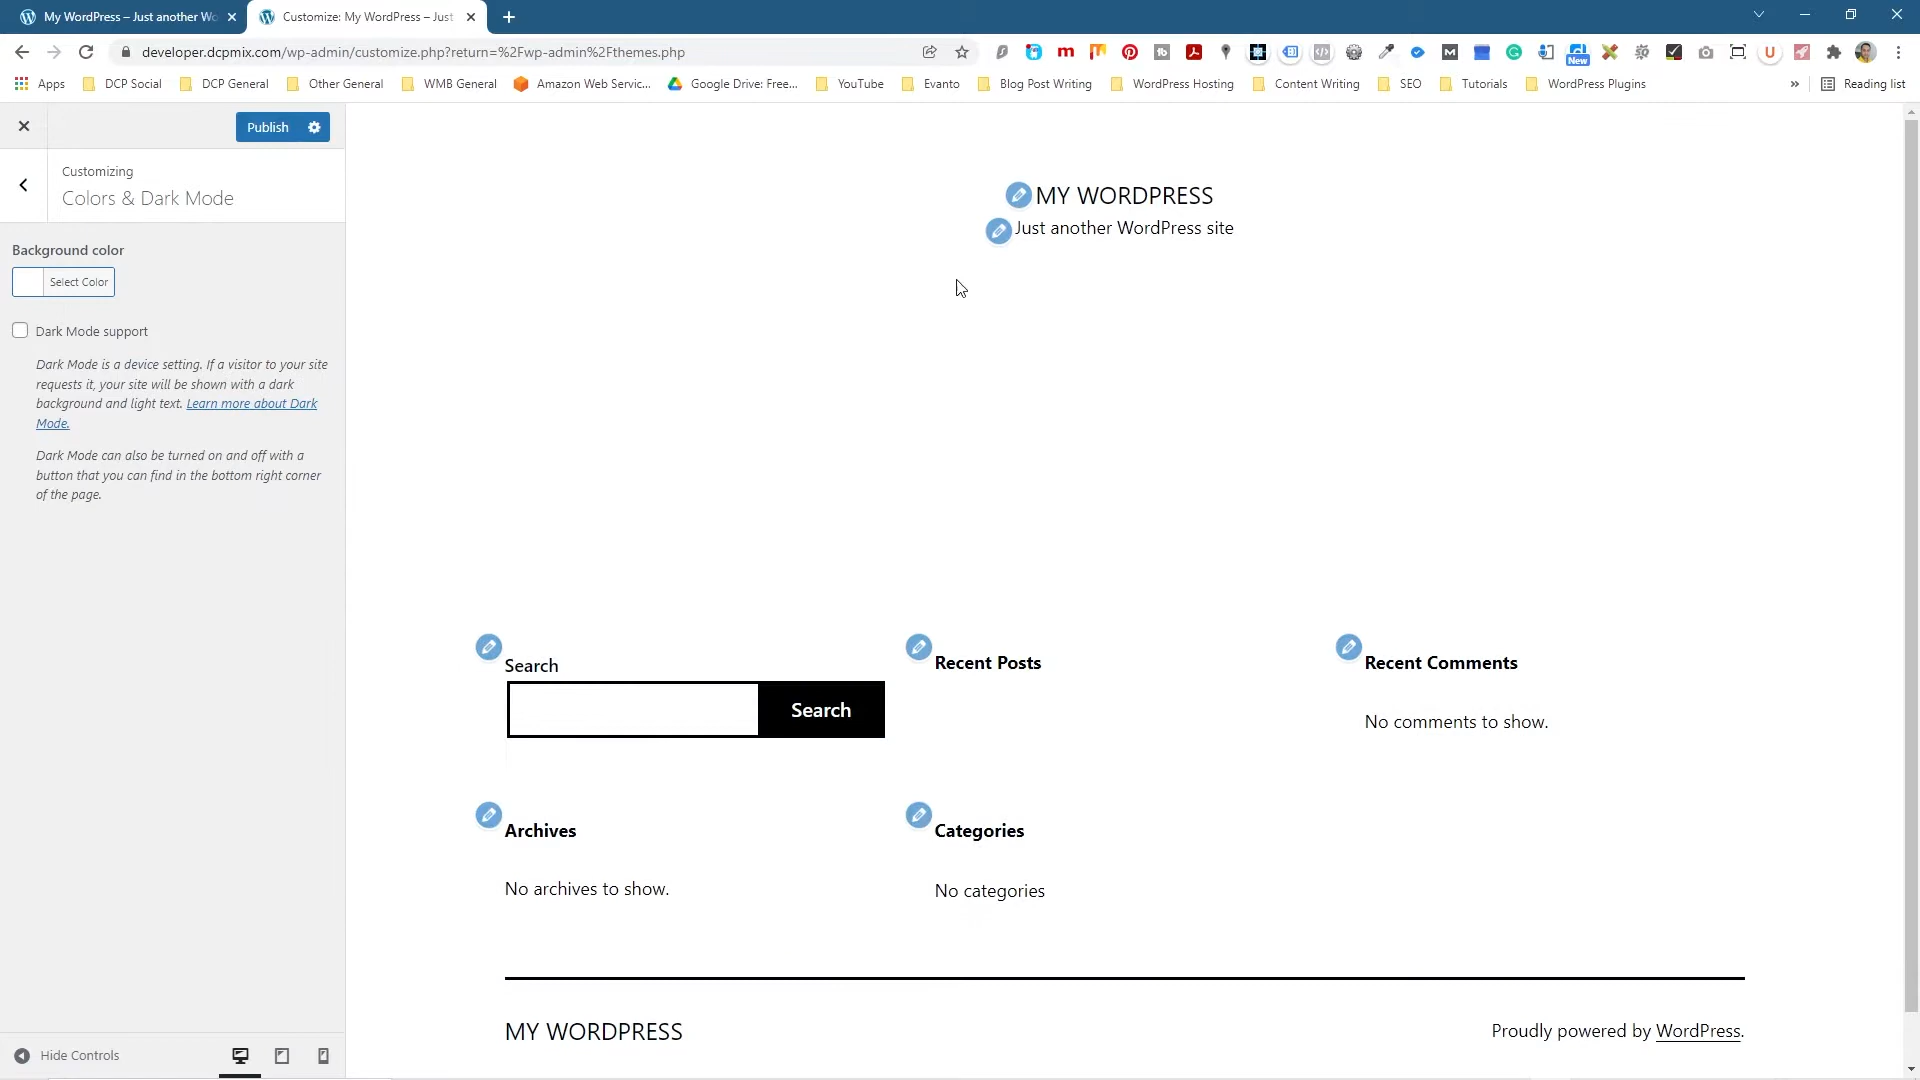 My WordPress – Just another Wo
Customize: My WordPress – Just
developer.dcpmix.com/wp-admin/customize.php?return=%2Fwp-admin%2Fthemes.php
New
Apps
DCP Social
DCP General
Other General
WMB General
Amazon Web Servic...
Google Drive: Free...
YouTube
Evanto
Blog Post Writing
WordPress Hosting
Content Writing
SEO
Tutorials
WordPress Plugins
»
Reading list
Publish
Customizing
Colors & Dark Mode
Background color
Select Color
Dark Mode support
Dark Mode is a device setting. If a visitor to your site
requests it, your site will be shown with a dark
background and light text. Learn more about Dark
Mode.
Dark Mode can also be turned on and off with a
button that you can find in the bottom right corner
of the page.
Hide Controls
MY WORDPRESS
Just another WordPress site
Search
Search
Recent Posts
Recent Comments
No comments to show.
Archives
No archives to show.
Categories
No categories
MY WORDPRESS
Proudly powered by WordPress.